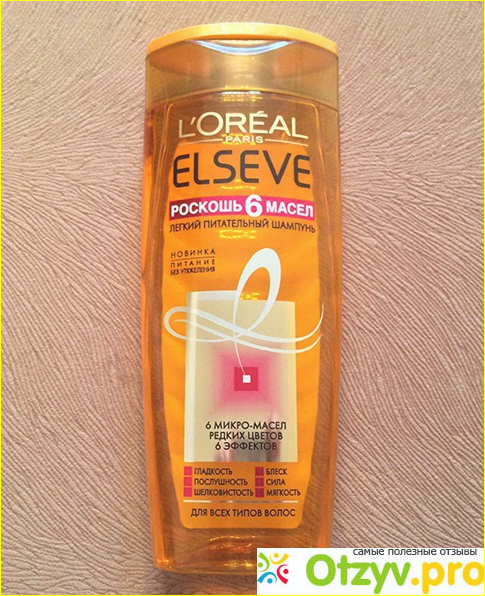 L'ORÉAL
PARIS
ELSEVE
РОСКОШЬ 6 МАСЕЛ
ЛЕГКИЙ ПИТАТЕЛЬНЫЙ ШАМПУНЬ
НОВИНКА
ПИТАНИЕ
БЕЗ УТЯЖЕЛЕНИЯ
6 МИКРО-МАСЕЛ
РЕДКИХ ЦВЕТОВ
6 ЭФФЕКТОВ
ГЛАДКОСТЬ БЛЕСК
ПОСЛУШНОСТЬ СИЛА
ШЕЛКОВИСТОСТЬ МЯГКОСТЬ
ДЛЯ ВСЕХ ТИПОВ ВОЛОС
самые полезные отзывы
Otzyv.pro